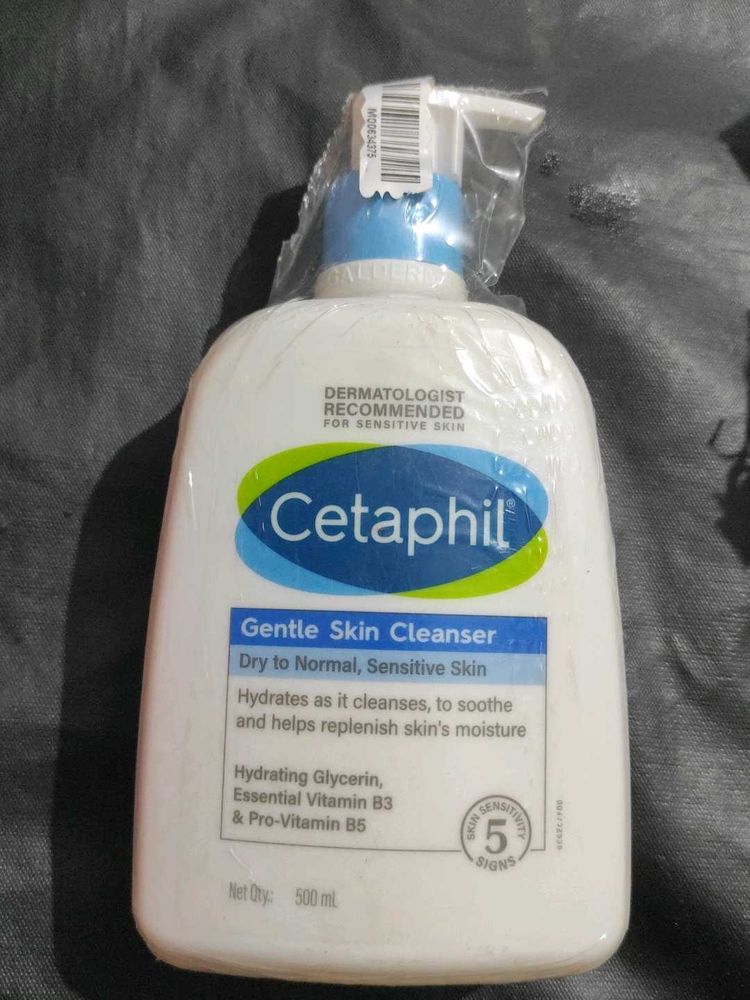 M00634375
GALDERMA
DERMATOLOGIST
RECOMMENDED
FOR SENSITIVE SKIN
Cetaphil®
Gentle Skin Cleanser
Dry to Normal, Sensitive Skin
Hydrates as it cleanses, to soothe
and helps replenish skin's moisture
Hydrating Glycerin,
Essential Vitamin B3
& Pro-Vitamin B5
SKIN SENSITIVITY
5
SIGNS
Net Qty.: 500 mL